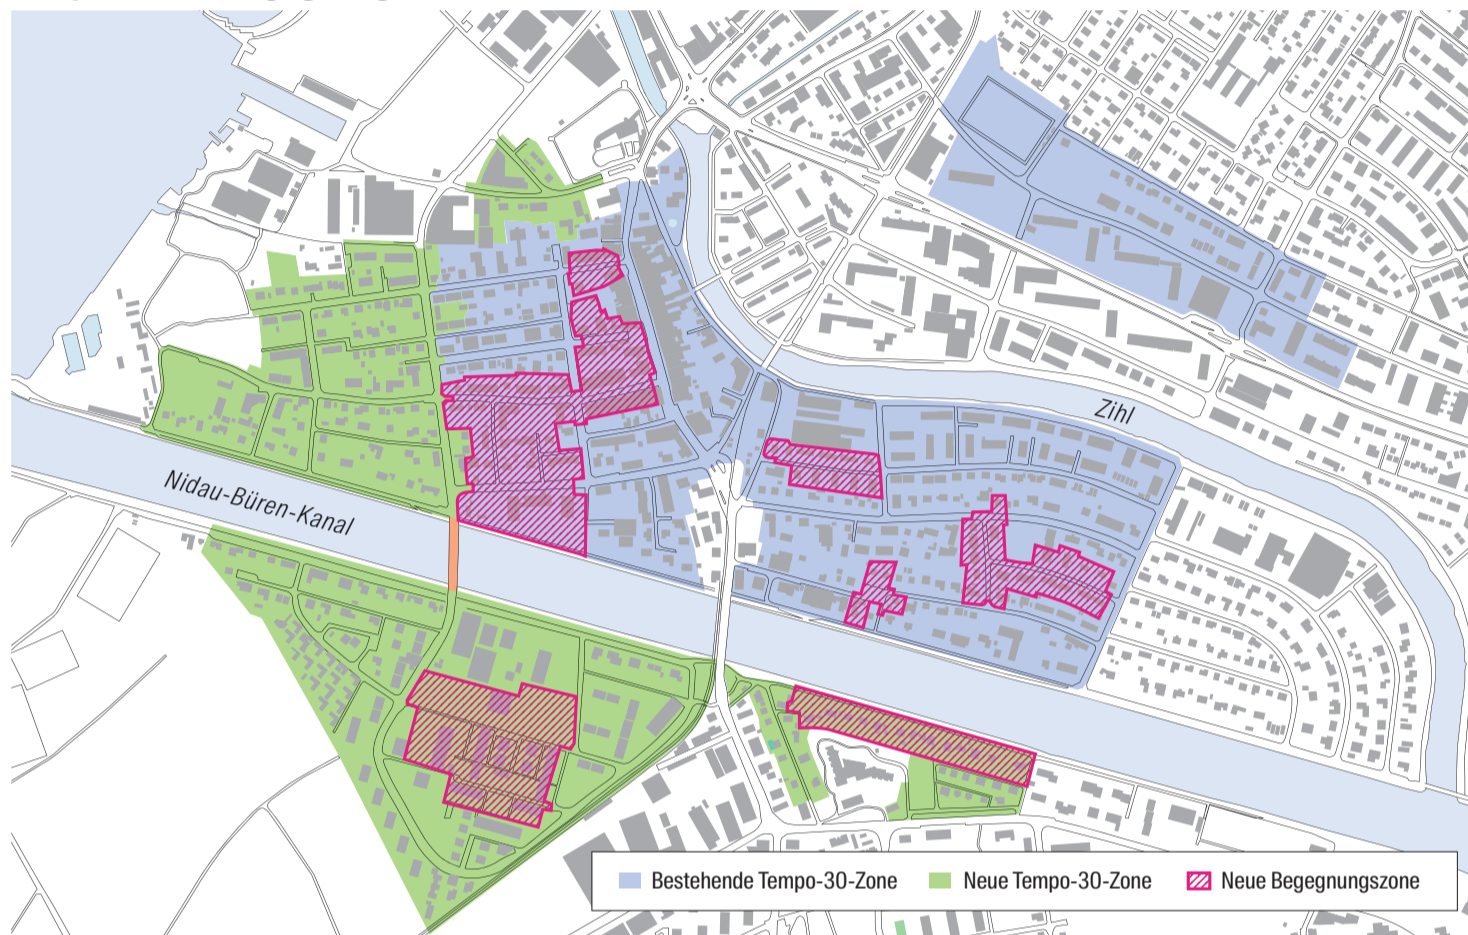 Zihl
Nidau-Büren-Kanal
Bestehende Tempo-30-Zone
Neue Tempo-30-Zone
Neue Begegnungszone